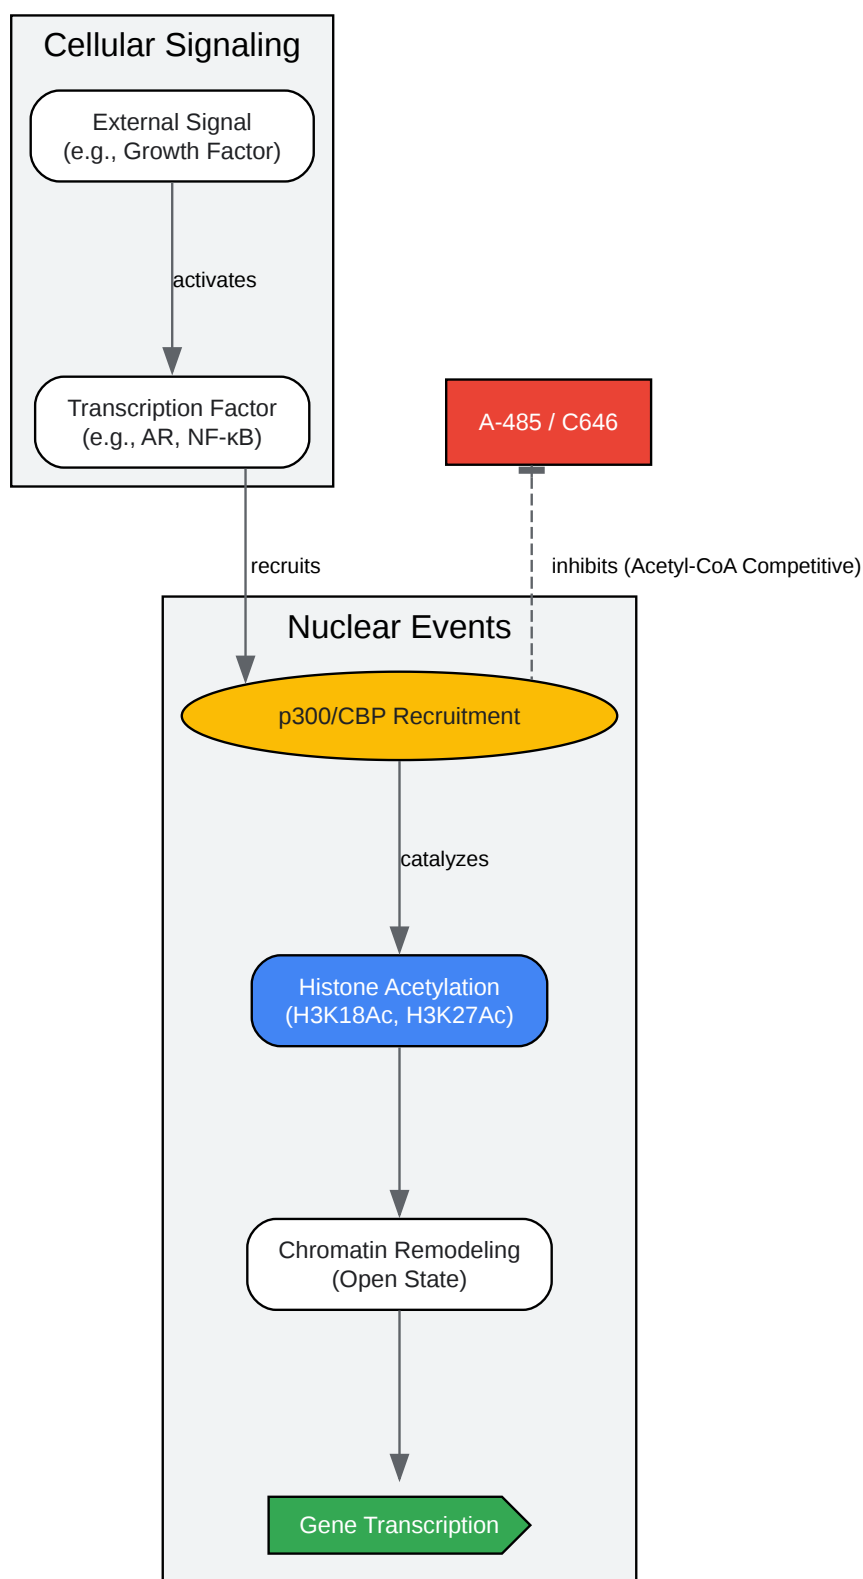 Cellular Signaling
External Signal
(e.g., Growth Factor)
activates
Transcription Factor
(e.g., AR, NF-κB)
A-485 / C646
recruits
inhibits (Acetyl-CoA Competitive)
Nuclear Events
p300/CBP Recruitment
catalyzes
Histone Acetylation
(H3K18Ac, H3K27Ac)
Chromatin Remodeling
(Open State)
Gene Transcription